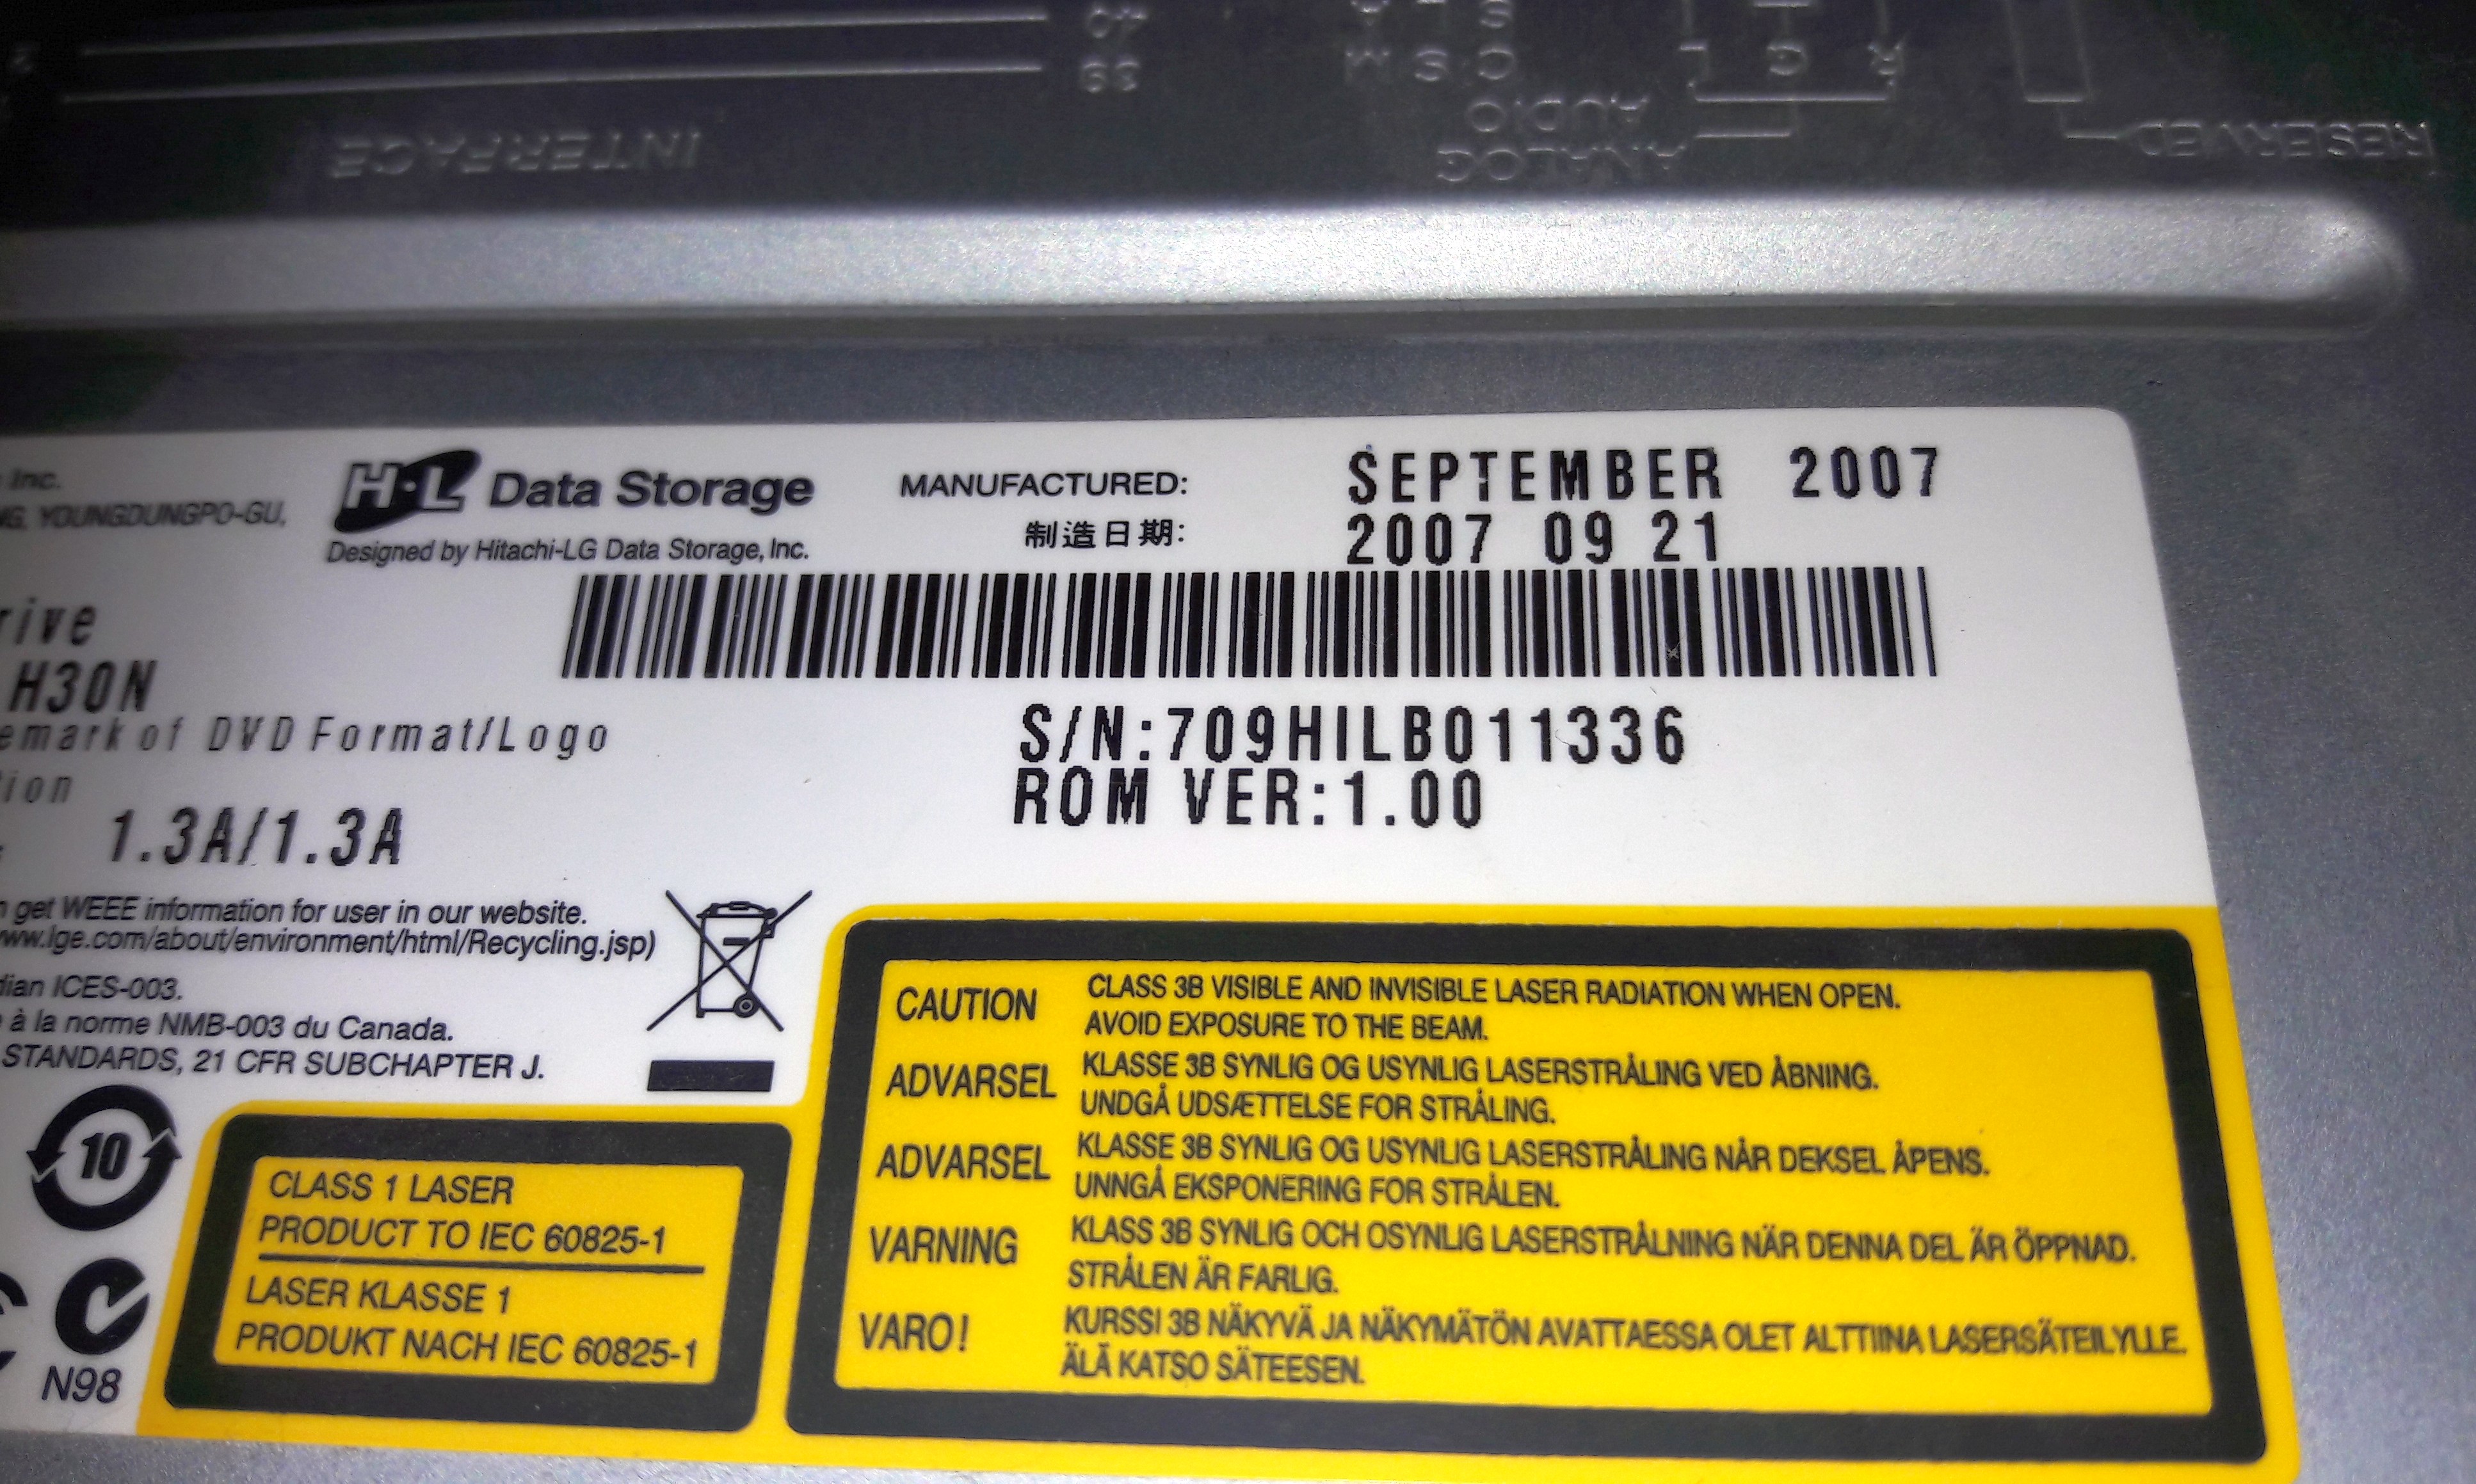 40
39
INTERFACE
S L A
C S M
R G L
ANALOG
AUDIO
RESERVED
Inc.
YOUNGDUNGPO-GU,
H·L Data Storage
Designed by Hitachi-LG Data Storage, Inc.
MANUFACTURED: SEPTEMBER 2007
制造日期: 2007 09 21
rive
H30N
emark of DVD Format/Logo
ion
1.3A/1.3A
S/N:709HILB011336
ROM VER:1.00
get WEEE information for user in our website.
ww.lge.com/about/environment/html/Recycling.jsp)
dian ICES-003.
à la norme NMB-003 du Canada.
STANDARDS, 21 CFR SUBCHAPTER J.
10
N98
CLASS 1 LASER
PRODUCT TO IEC 60825-1
LASER KLASSE 1
PRODUKT NACH IEC 60825-1
CAUTION CLASS 3B VISIBLE AND INVISIBLE LASER RADIATION WHEN OPEN.
AVOID EXPOSURE TO THE BEAM.
ADVARSEL KLASSE 3B SYNLIG OG USYNLIG LASERSTRÅLING VED ÅBNING.
UNDGÅ UDSÆTTELSE FOR STRÅLING.
ADVARSEL KLASSE 3B SYNLIG OG USYNLIG LASERSTRÅLING NÅR DEKSEL ÅPENS.
UNNGÅ EKSPONERING FOR STRÅLEN.
VARNING KLASS 3B SYNLIG OCH OSYNLIG LASERSTRÅLNING NÄR DENNA DEL ÄR ÖPPNAD.
STRÅLEN ÄR FARLIG.
VARO! KURSSI 3B NÄKYVÄ JA NÄKYMÄTÖN AVATTAESSA OLET ALTTIINA LASERSÄTEILYLLE.
ÄLÄ KATSO SÄTEESEN.